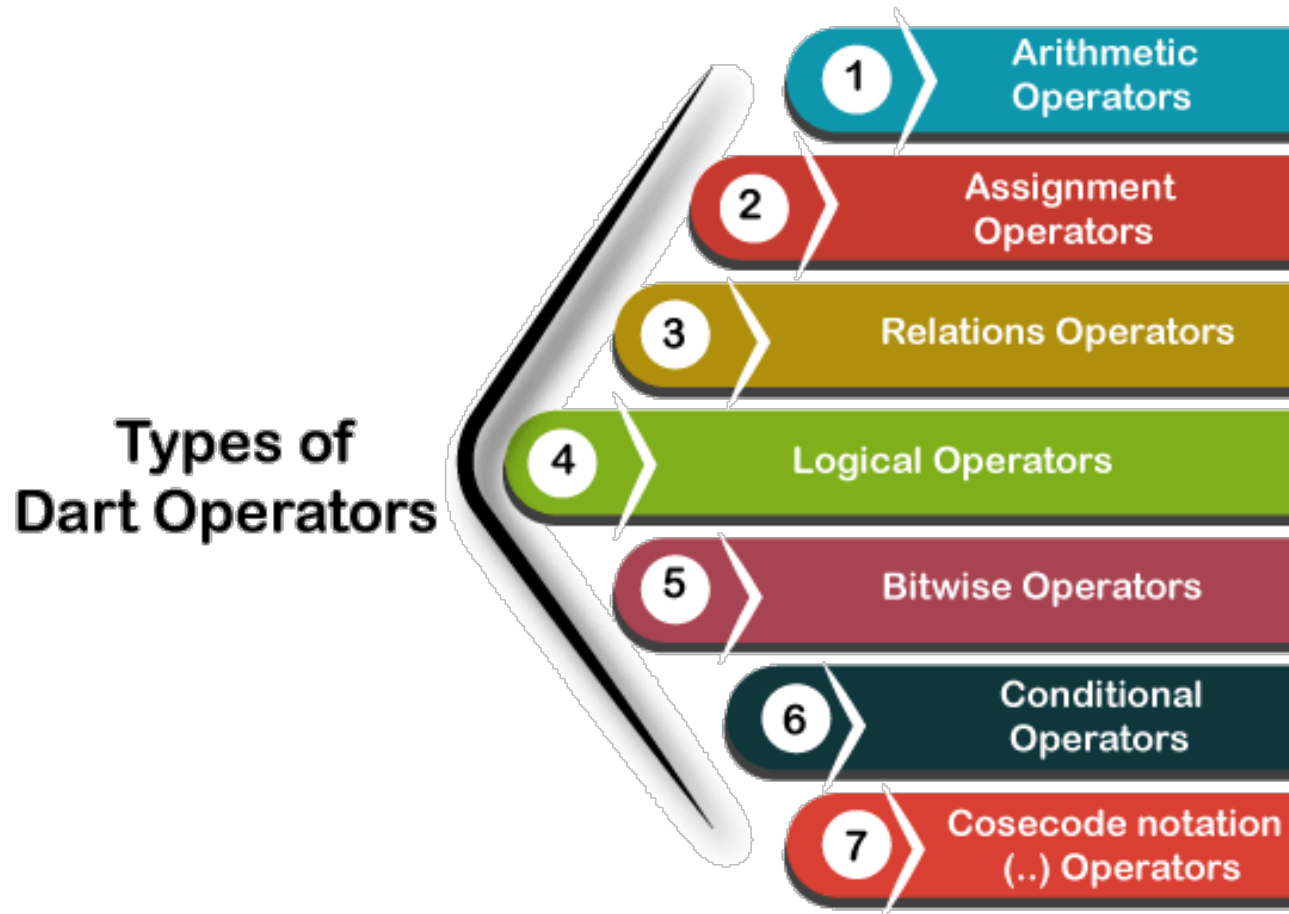 Types of
Dart Operators
1
Arithmetic
Operators
2
Assignment
Operators
3
Relations Operators
4
Logical Operators
5
Bitwise Operators
6
Conditional
Operators
7
Cosecode notation
(..) Operators